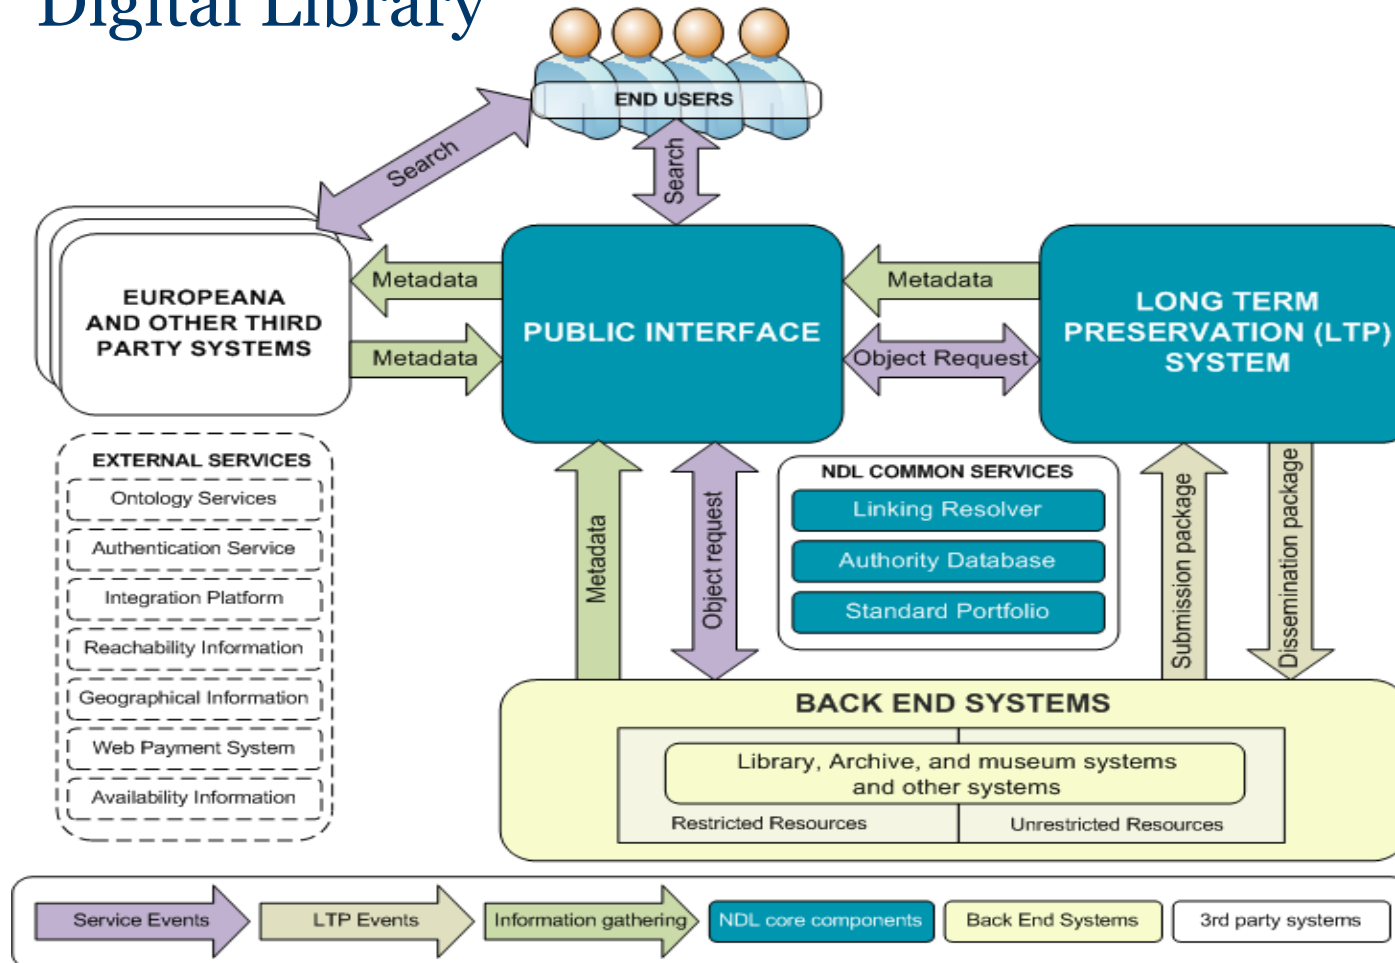 Digital Library
END USERS
Search
Search
EUROPEANA
AND OTHER THIRD
PARTY SYSTEMS
Metadata
Metadata
PUBLIC INTERFACE
Metadata
Object Request
LONG TERM
PRESERVATION (LTP)
SYSTEM
EXTERNAL SERVICES
Ontology Services
Authentication Service
Integration Platform
Reachability Information
Geographical Information
Web Payment System
Availability Information
Metadata
Object request
NDL COMMON SERVICES
Linking Resolver
Authority Database
Standard Portfolio
Submission package
Dissemination package
BACK END SYSTEMS
Library, Archive, and museum systems
and other systems
Restricted Resources
Unrestricted Resources
Service Events
LTP Events
Information gathering
NDL core components
Back End Systems
3rd party systems